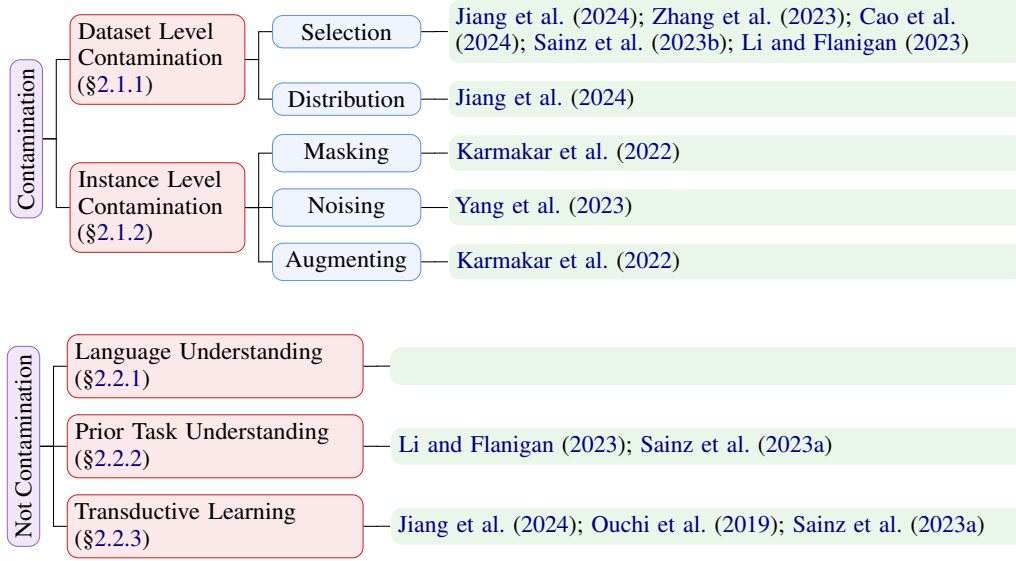 Contamination
Dataset Level
Contamination
(§2.1.1)
Selection
Jiang et al. (2024); Zhang et al. (2023); Cao et al.
(2024); Sainz et al. (2023b); Li and Flanigan (2023)
Distribution
Jiang et al. (2024)
Instance Level
Contamination
(§2.1.2)
Masking
Karmakar et al. (2022)
Noising
Yang et al. (2023)
Augmenting
Karmakar et al. (2022)
Not Contamination
Language Understanding
(§2.2.1)
Prior Task Understanding
(§2.2.2)
Li and Flanigan (2023); Sainz et al. (2023a)
Transductive Learning
(§2.2.3)
Jiang et al. (2024); Ouchi et al. (2019); Sainz et al. (2023a)